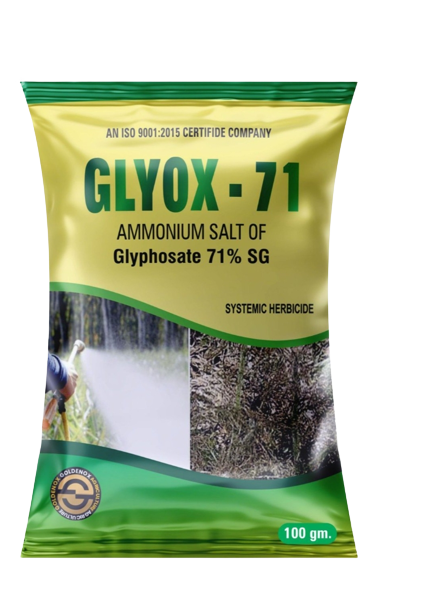 AN ISO 9001:2015 CERTIFIDE COMPANY
GLYOX - 71
AMMONIUM SALT OF
Glyphosate 71% SG
SYSTEMIC HERBICIDE
100 gm.